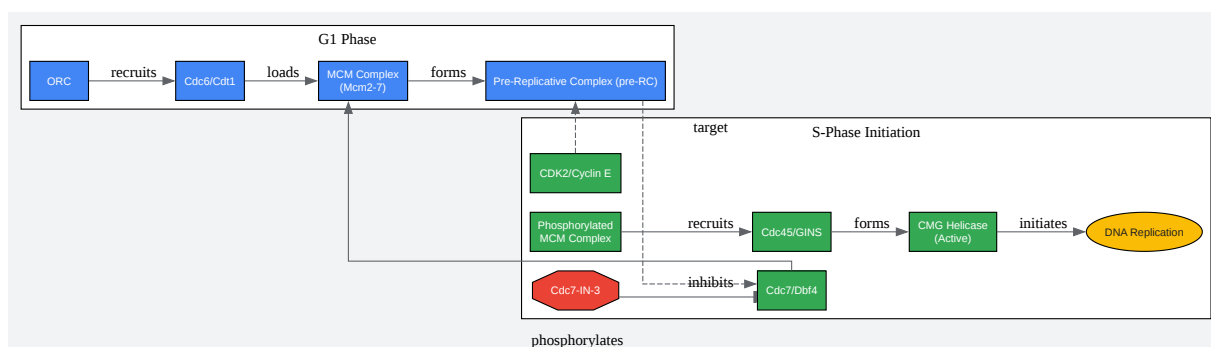 G1 Phase
ORC
recruits
Cdc6/Cdt1
loads
MCM Complex
(Mcm2-7)
forms
Pre-Replicative Complex (pre-RC)
target
S-Phase Initiation
CDK2/Cyclin E
Phosphorylated
MCM Complex
recruits
Cdc45/GINS
forms
CMG Helicase
(Active)
initiates
DNA Replication
Cdc7-IN-3
inhibits
Cdc7/Dbf4
phosphorylates